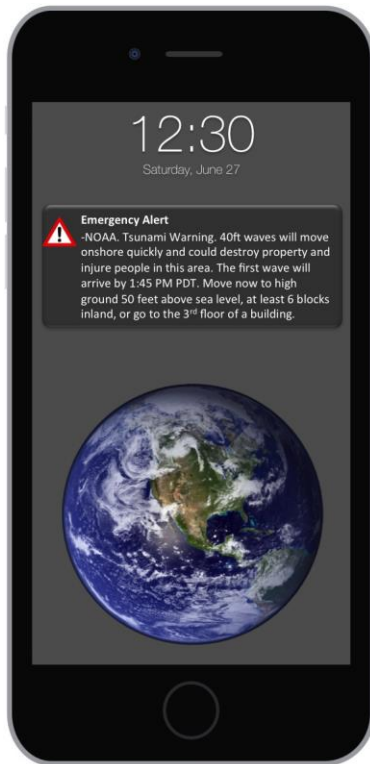 12:30
Saturday, June 27
Emergency Alert
-NOAA. Tsunami Warning. 40ft waves will move
onshore quickly and could destroy property and
injure people in this area. The first wave will
arrive by 1:45 PM PDT. Move now to high
ground 50 feet above sea level, at least 6 blocks
inland, or go to the 3rd floor of a building.